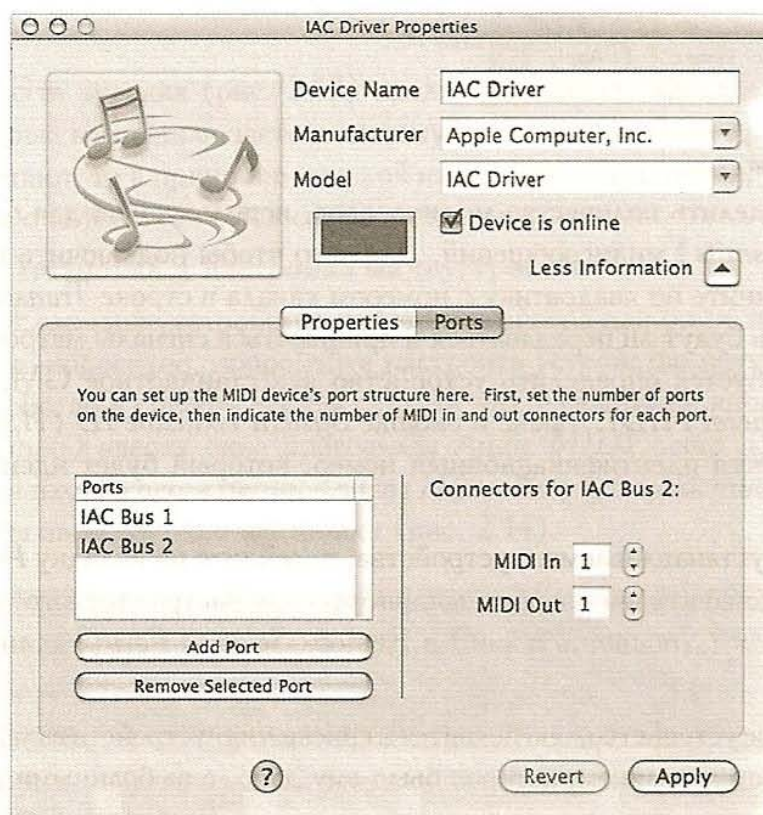 IAC Driver Properties
Device Name IAC Driver
Manufacturer Apple Computer, Inc.
Model IAC Driver
Device is online
Less Information
Properties Ports
You can set up the MIDI device's port structure here. First, set the number of ports
on the device, then indicate the number of MIDI in and out connectors for each port.
Ports
IAC Bus 1
IAC Bus 2
Add Port
Remove Selected Port
Connectors for IAC Bus 2:
MIDI In 1
MIDI Out 1
?
Revert Apply